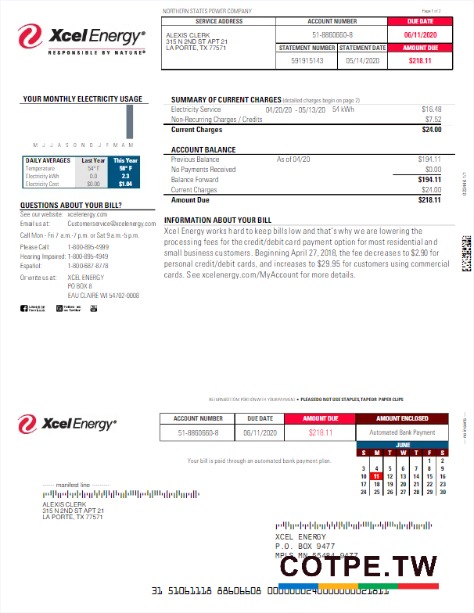 NORTHERN STATES POWER COMPANY
Page 1 of 2
XcelEnergy®
RESPONSIBLE BY NATURE®
SERVICE ADDRESS
ACCOUNT NUMBER
DUE DATE
ALEXIS CLERK
315 N 2ND ST APT 21
LA PORTE, TX 77571
51-8860660-8
06/11/2020
STATEMENT NUMBER
STATEMENT DATE
AMOUNT DUE
591915143
05/14/2020
$218.11
YOUR MONTHLY ELECTRICITY USAGE
M J J A S O N D J F M A M
DAILY AVERAGES Last Year This Year
Temperature 54° F 98° F
Electricity kWh 0.0 2.3
Electricity Cost $0.00 $1.04
QUESTIONS ABOUT YOUR BILL?
See our website: xcelenergy.com
Email us at: Customerservice@xcelenergy.com
Call Mon - Fri 7 a.m.-7 p.m. or Sat 9 a.m.-5 p.m.
Please Call: 1-800-895-4999
Hearing Impaired: 1-800-895-4949
Español: 1-800-687-8778
Or write us at: XCEL ENERGY
PO BOX 8
EAU CLAIRE WI 54702-0008
SUMMARY OF CURRENT CHARGES (detailed charges begin on page 2)
Electricity Service 04/20/20 - 05/13/20 54 kWh $16.48
Non-Recurring Charges / Credits $7.52
Current Charges $24.00
ACCOUNT BALANCE
Previous Balance As of 04/20 $194.11
No Payments Received $0.00
Balance Forward $194.11
Current Charges $24.00
Amount Due $218.11
INFORMATION ABOUT YOUR BILL
Xcel Energy works hard to keep bills low and that's why we are lowering the
processing fees for the credit/debit card payment option for most residential and
small business customers. Beginning April 27, 2018, the fee decreases to $2.90 for
personal credit/debit cards, and increases to $29.95 for customers using commercial
cards. See xcelenergy.com/MyAccount for more details.
• PLEASE DO NOT USE STAPLES, TAPE OR PAPER CLIPS
XcelEnergy®
ACCOUNT NUMBER
DUE DATE
AMOUNT DUE
AMOUNT ENCLOSED
51-8860660-8
06/11/2020
$218.11
Automated Bank Payment
Your bill is paid through an automated bank payment plan.
JUNE
S M T W T F S
1 2
3 4 5 6 7 8 9
10 11 12 13 14 15 16
17 18 19 20 21 22 23
24 25 26 27 28 29 30
manifest line
ALEXIS CLERK
315 N 2ND ST APT 21
LA PORTE, TX 77571
XCEL ENERGY
P.O. BOX 9477
MPLS MN 55484-9477
COTPE.TW